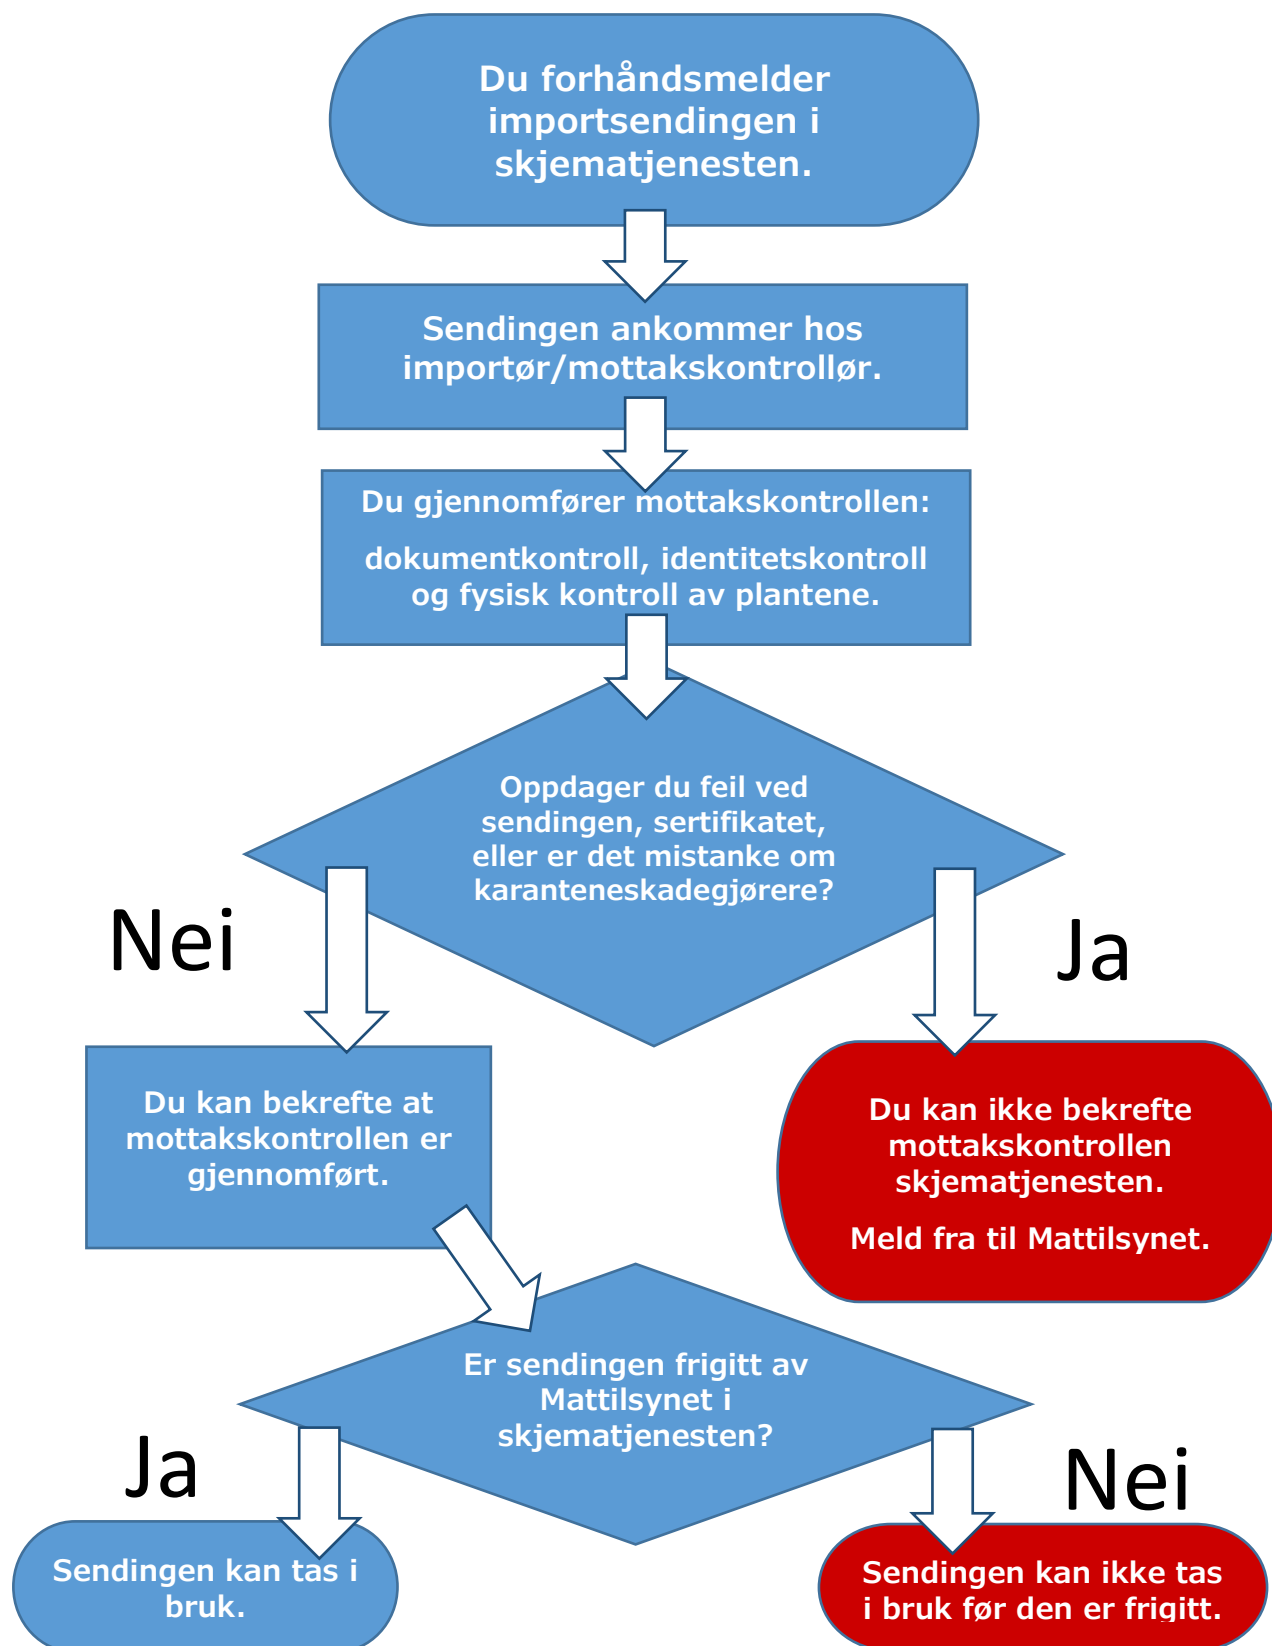 Du forhåndsmelder
importsendingen i
skjematjenesten.
Sendingen ankommer hos
importør/mottakskontrollør.
Du gjennomfører mottakskontrollen:
dokumentkontroll, identitetskontroll
og fysisk kontroll av plantene.
Oppdager du feil ved
sendingen, sertifikatet,
eller er det mistanke om
karanteneskadegjørere?
Nei
Ja
Du kan bekrefte at
mottakskontrollen er
gjennomført.
Du kan ikke bekrefte
mottakskontrollen
skjematjenesten.
Meld fra til Mattilsynet.
Er sendingen frigitt av
Mattilsynet i
skjematjenesten?
Ja
Nei
Sendingen kan tas i
bruk.
Sendingen kan ikke tas
i bruk før den er frigitt.